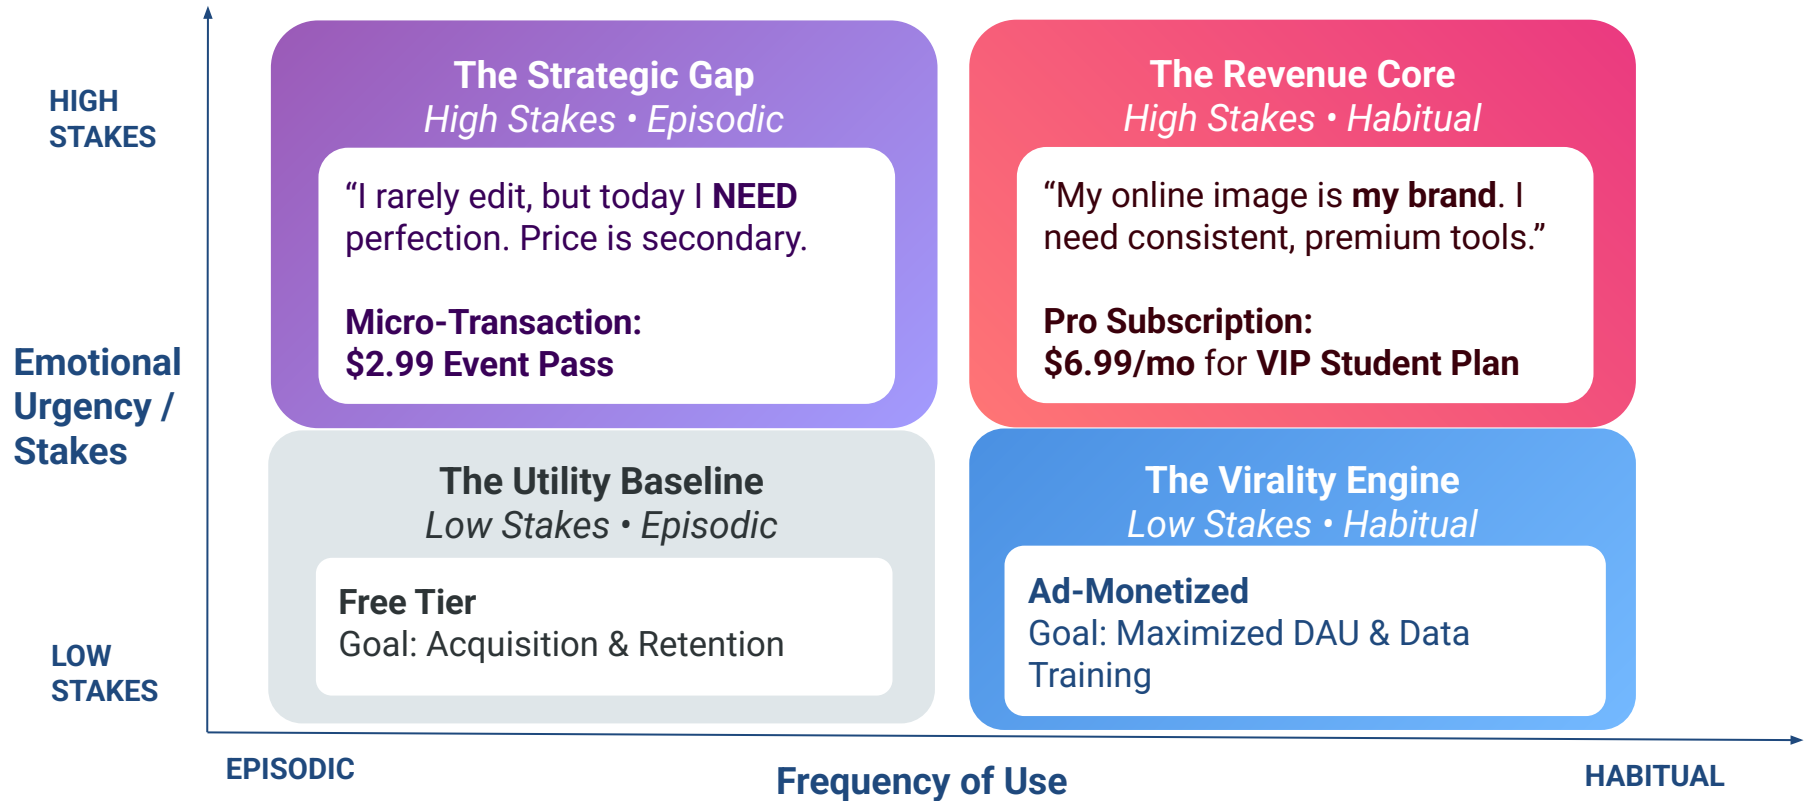 HIGH
STAKES
Emotional
Urgency /
Stakes
LOW
STAKES
The Strategic Gap
High Stakes • Episodic
“I rarely edit, but today I NEED
perfection. Price is secondary.
Micro-Transaction:
$2.99 Event Pass
The Revenue Core
High Stakes • Habitual
“My online image is my brand. I
need consistent, premium tools.”
Pro Subscription:
$6.99/mo for VIP Student Plan
The Utility Baseline
Low Stakes • Episodic
Free Tier
Goal: Acquisition & Retention
The Virality Engine
Low Stakes • Habitual
Ad-Monetized
Goal: Maximized DAU & Data
Training
EPISODIC
Frequency of Use
HABITUAL